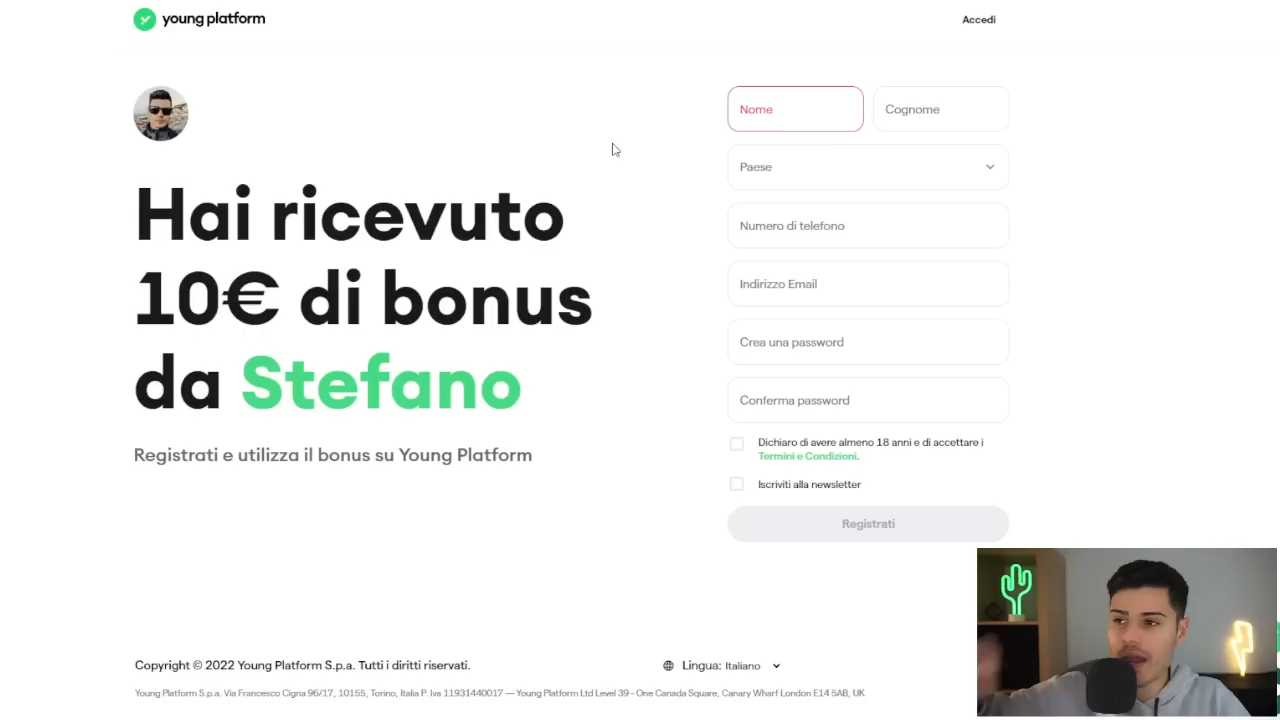 young platform
Accedi
Hai ricevuto
10€ di bonus
da Stefano
Registrati e utilizza il bonus su Young Platform
Nome
Cognome
Paese
Numero di telefono
Indirizzo Email
Crea una password
Conferma password
Dichiaro di avere almeno 18 anni e di accettare i
Termini e Condizioni.
Iscriviti alla newsletter
Registrati
Copyright © 2022 Young Platform S.p.a. Tutti i diritti riservati.
Lingua: Italiano
Young Platform S.p.a. Via Francesco Cigna 96/17, 10155, Torino, Italia P. Iva 11931440017 — Young Platform Ltd Level 39 - One Canada Square, Canary Wharf London E14 5AB, UK